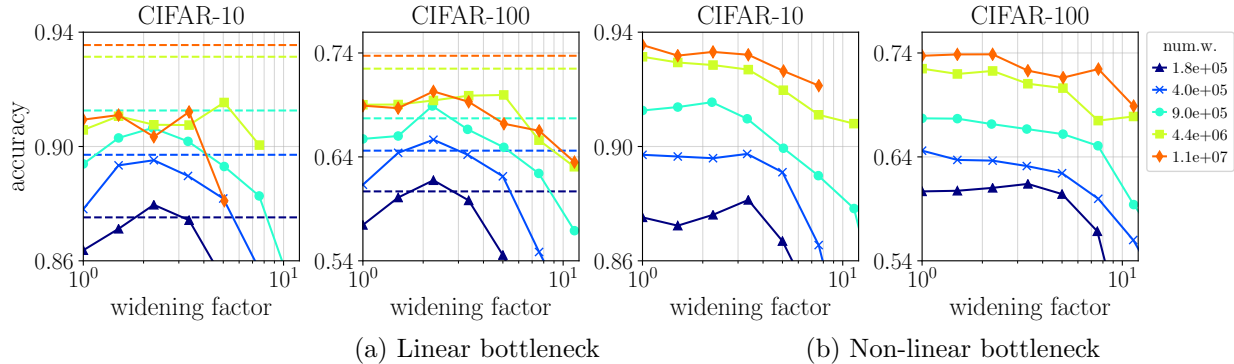 CIFAR-10
CIFAR-100
CIFAR-10
CIFAR-100
accuracy
0.94
0.90
0.86
0.74
0.64
0.54
0.94
0.90
0.86
0.74
0.64
0.54
num.w.
1.8e+05
4.0e+05
9.0e+05
4.4e+06
1.1e+07
10⁰ 10¹
10⁰ 10¹
10⁰ 10¹
10⁰ 10¹
widening factor
widening factor
widening factor
widening factor
(a) Linear bottleneck
(b) Non-linear bottleneck